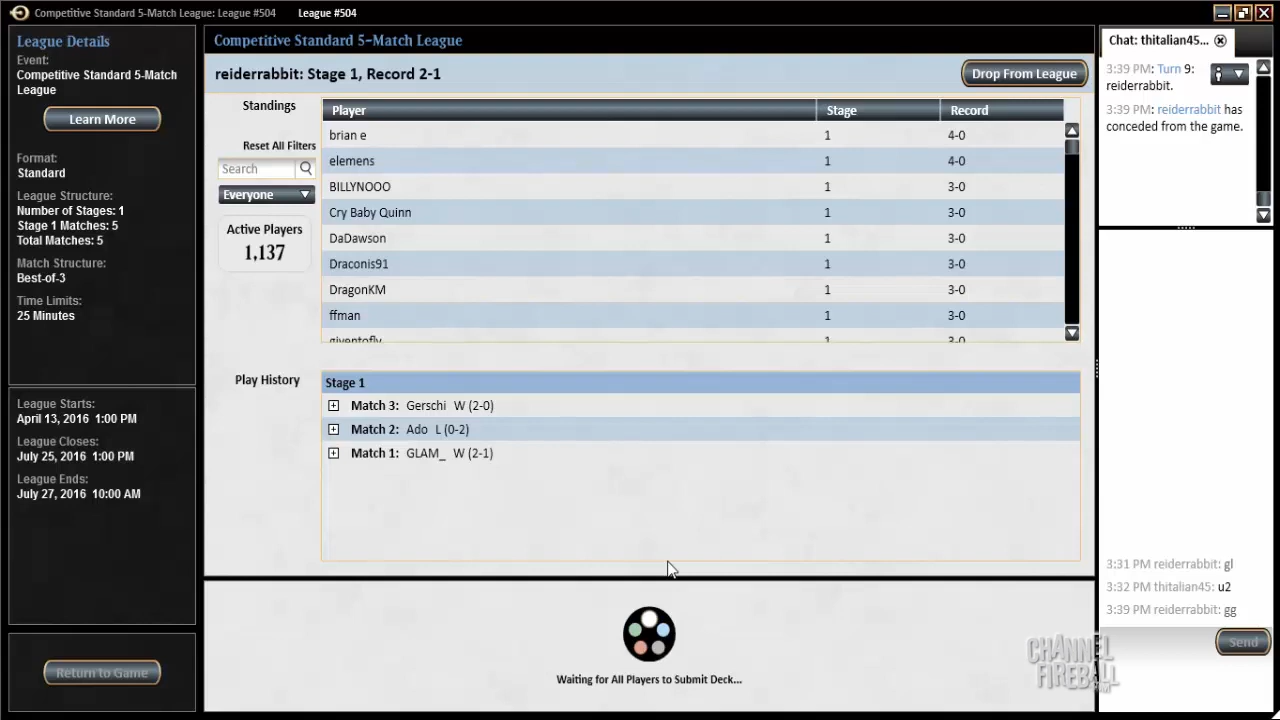 Competitive Standard 5-Match League: League #504
League #504
League Details
Event:
Competitive Standard 5-Match
League
Learn More
Format:
Standard
League Structure:
Number of Stages: 1
Stage 1 Matches: 5
Total Matches: 5
Match Structure:
Best-of-3
Time Limits:
25 Minutes
League Starts:
April 13, 2016 1:00 PM
League Closes:
July 25, 2016 1:00 PM
League Ends:
July 27, 2016 10:00 AM
Return to Game
Competitive Standard 5-Match League
reiderrabbit: Stage 1, Record 2-1
Drop From League
Standings
Reset All Filters
Search
Everyone
Active Players
1,137
Player Stage Record
brian e 1 4-0
elemens 1 4-0
BILLYNOOO 1 3-0
Cry Baby Quinn 1 3-0
DaDawson 1 3-0
Draconis91 1 3-0
DragonKM 1 3-0
ffman 1 3-0
giventofly 1 3-0
Play History
Stage 1
Match 3: Gerschi W (2-0)
Match 2: Ado L (0-2)
Match 1: GLAM_ W (2-1)
Waiting for All Players to Submit Deck...
Chat: thitalian45...
3:39 PM: Turn 9:
reiderrabbit.
3:39 PM: reiderrabbit has
conceded from the game.
3:31 PM reiderrabbit: gl
3:32 PM thitalian45: u2
3:39 PM reiderrabbit: gg
Send
CHANNEL
FIREBALL
.COM